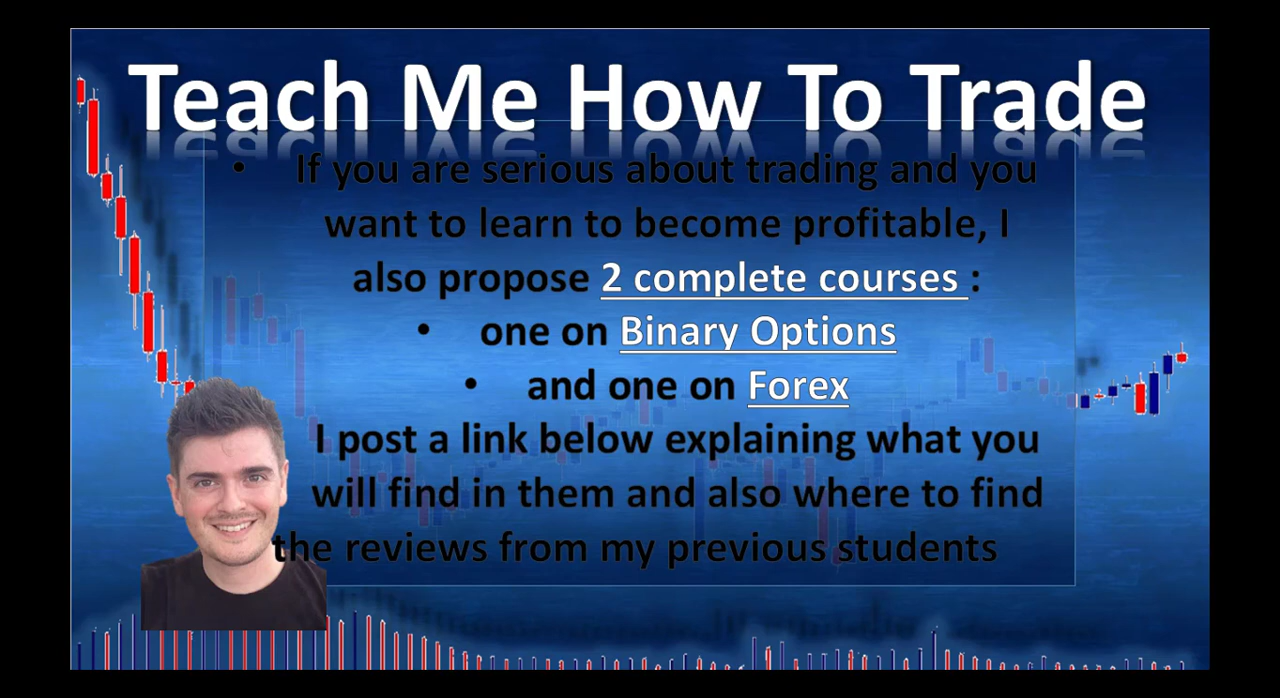 Teach Me How To Trade
• If you are serious about trading and you
want to learn to become profitable, I
also propose 2 complete courses :
• one on Binary Options
• and one on Forex
I post a link below explaining what you
will find in them and also where to find
the reviews from my previous students